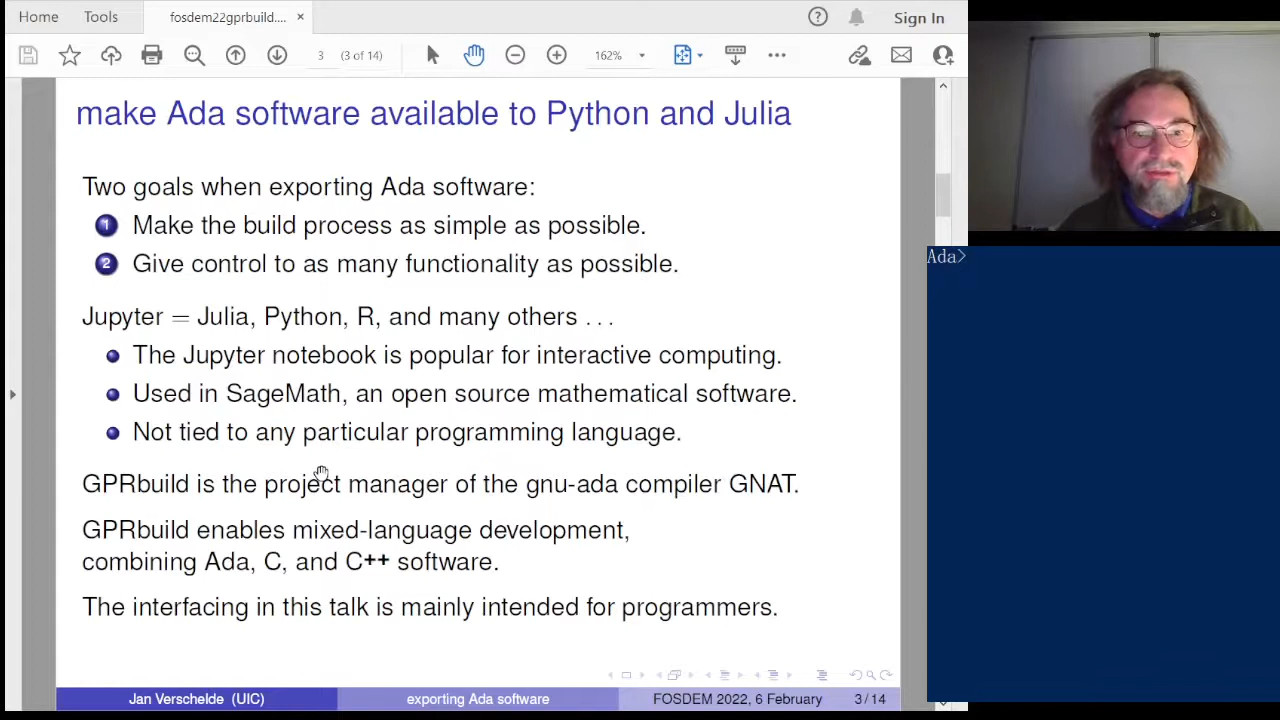 Home
Tools
fosdem22gprbuild....
×
Sign In
3 (3 of 14)
162%
make Ada software available to Python and Julia
Two goals when exporting Ada software:
1 Make the build process as simple as possible.
2 Give control to as many functionality as possible.
Jupyter = Julia, Python, R, and many others ...
The Jupyter notebook is popular for interactive computing.
Used in SageMath, an open source mathematical software.
Not tied to any particular programming language.
GPRbuild is the project manager of the gnu-ada compiler GNAT.
GPRbuild enables mixed-language development,
combining Ada, C, and C++ software.
The interfacing in this talk is mainly intended for programmers.
Jan Verschelde (UIC)
exporting Ada software
FOSDEM 2022, 6 February
3 / 14
Ada>